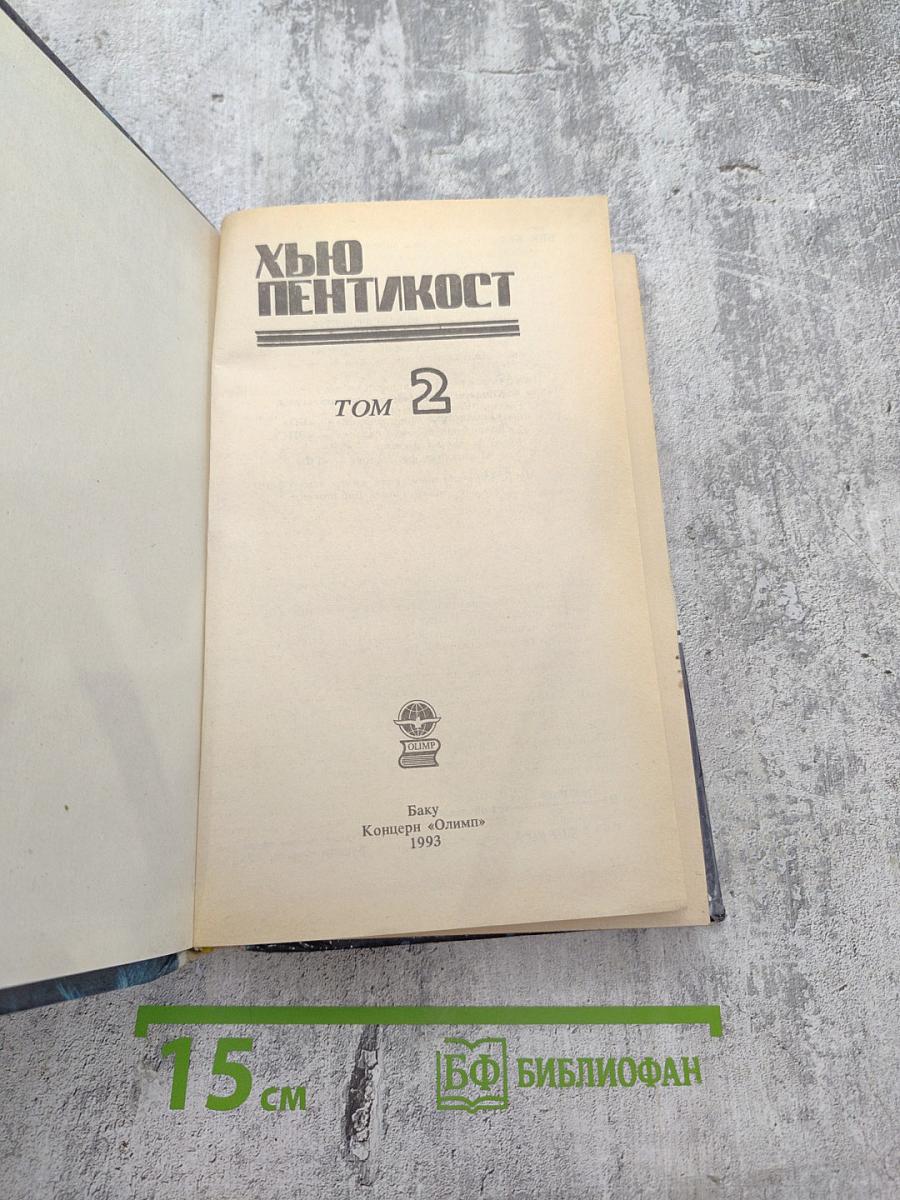 ХЬЮ
ПЕНТИКОСТ
ТОМ 2
OLIMP
Баку
Концерн «Олимп»
1993
15 см
БФ БИБЛИОФАН